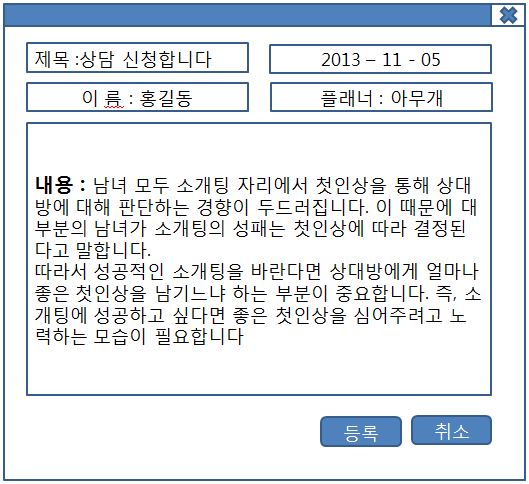 제목 :상담 신청합니다
2013 – 11 - 05
이 름 : 홍길동
플래너 : 아무개
내용 : 남녀 모두 소개팅 자리에서 첫인상을 통해 상대
방에 대해 판단하는 경향이 두드러집니다. 이 때문에 대
부분의 남녀가 소개팅의 성패는 첫인상에 따라 결정된
다고 말합니다.
따라서 성공적인 소개팅을 바란다면 상대방에게 얼마나
좋은 첫인상을 남기느냐 하는 부분이 중요합니다. 즉, 소
개팅에 성공하고 싶다면 좋은 첫인상을 심어주려고 노
력하는 모습이 필요합니다
등록
취소